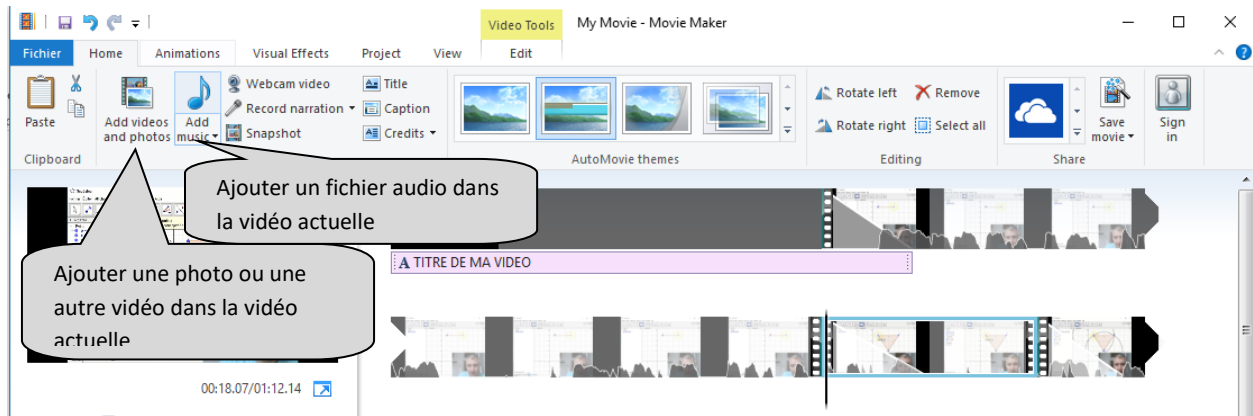 Video Tools My Movie - Movie Maker
Fichier Home Animations Visual Effects Project View Edit
Paste
Clipboard
Add videos
and photos
Add
music
Webcam video
Record narration
Snapshot
Title
Caption
Credits
AutoMovie themes
Rotate left Remove
Rotate right Select all
Editing
Save
movie
Share
Sign
in
Ajouter un fichier audio dans
la vidéo actuelle
Ajouter une photo ou une
autre vidéo dans la vidéo
actuelle
A TITRE DE MA VIDEO
00:18.07/01:12.14